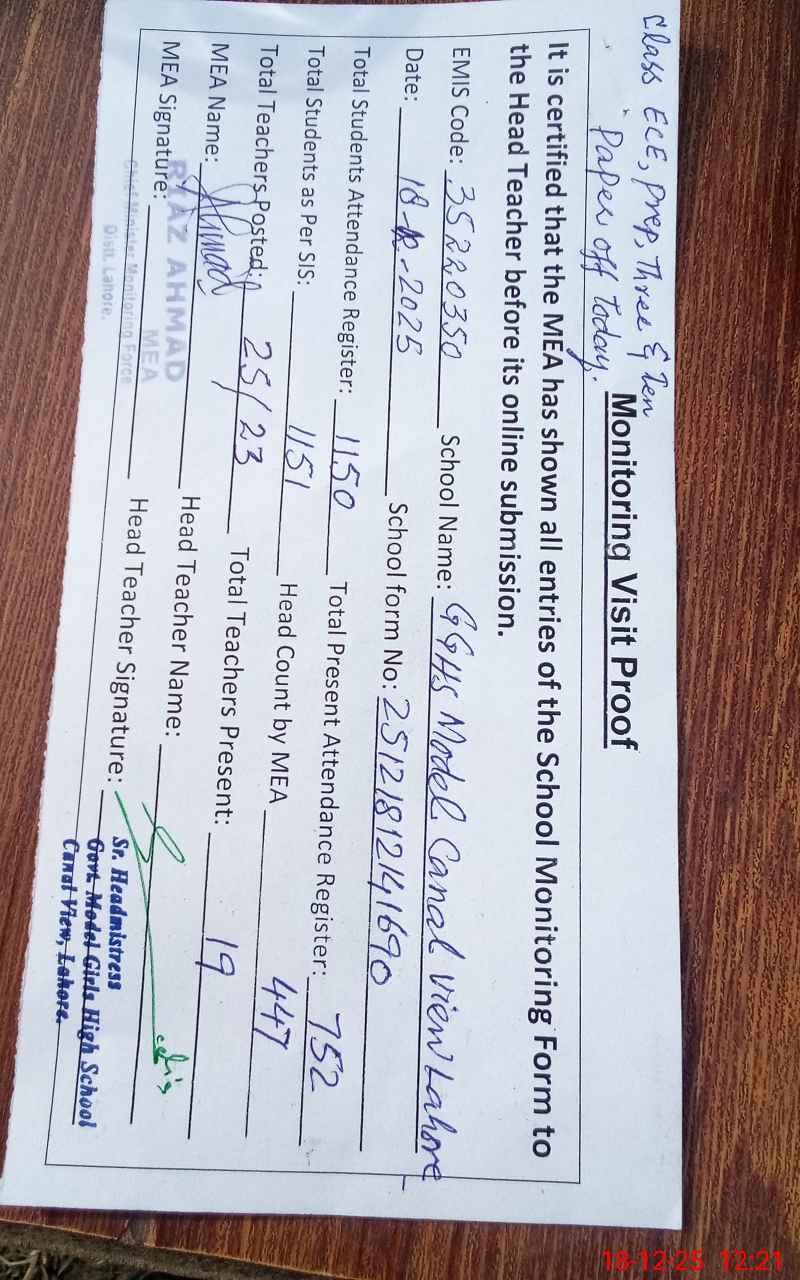 Class ECE, Prep, Three & Ten
Paper off Today.
Monitoring Visit Proof
It is certified that the MEA has shown all entries of the School Monitoring Form to
the Head Teacher before its online submission.
EMIS Code: 35220350 School Name: GGHS Model Canal View Lahore
Date: 18-12-2025 School form No: 25121812141690
Total Students Attendance Register: 1150 Total Present Attendance Register: 752
Total Students as Per SIS: 1151 Head Count by MEA 447
Total Teachers Posted: 25/23 Total Teachers Present: 19
MEA Name: Ahmad Head Teacher Name:
MEA Signature: Head Teacher Signature:
RIAZ AHMAD
MEA
Chief Minister Monitoring Force
Distt. Lahore.
Sr. Headmistress
Govt. Model Girls High School
Canal View, Lahore.
18-12-25 12:21